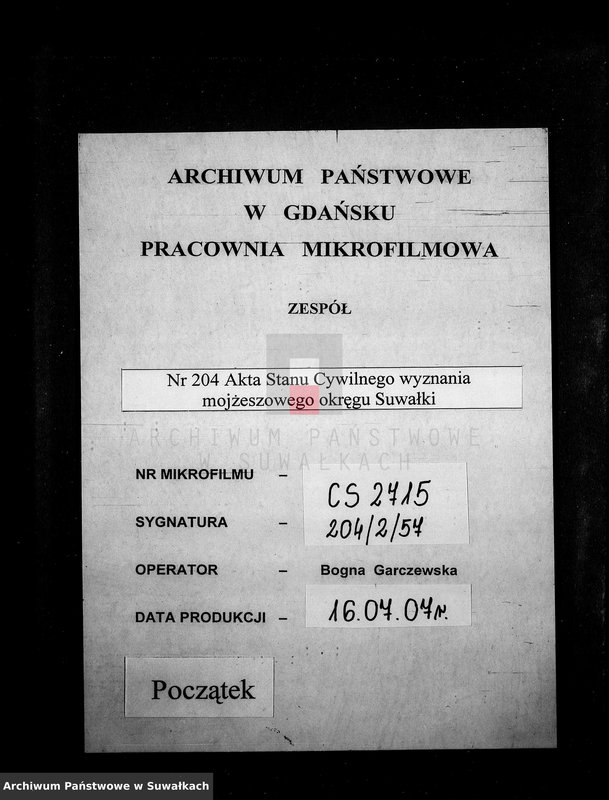 ARCHIWUM PAŃSTWOWE
W GDAŃSKU
PRACOWNIA MIKROFILMOWA
ZESPÓŁ
Nr 204 Akta Stanu Cywilnego wyznania
mojżeszowego okręgu Suwałki
ARCHIWUM PAŃSTWOWE
W SUWAŁKACH
NR MIKROFILMU – CS 2715
SYGNATURA – 204/2/57
OPERATOR – Bogna Garczewska
DATA PRODUKCJI – 16.07.07r.
Początek
Archiwum Państwowe w Suwałkach